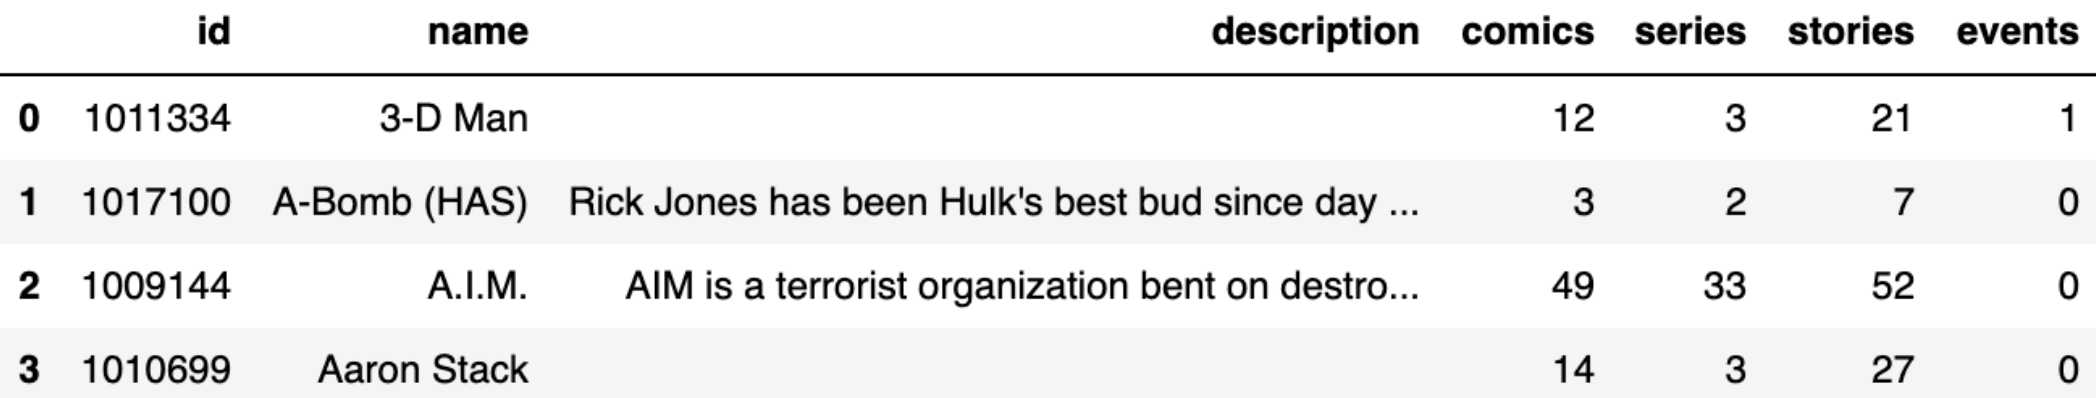 id name description comics series stories events
0 1011334 3-D Man 12 3 21 1
1 1017100 A-Bomb (HAS) Rick Jones has been Hulk's best bud since day ... 3 2 7 0
2 1009144 A.I.M. AIM is a terrorist organization bent on destro... 49 33 52 0
3 1010699 Aaron Stack 14 3 27 0